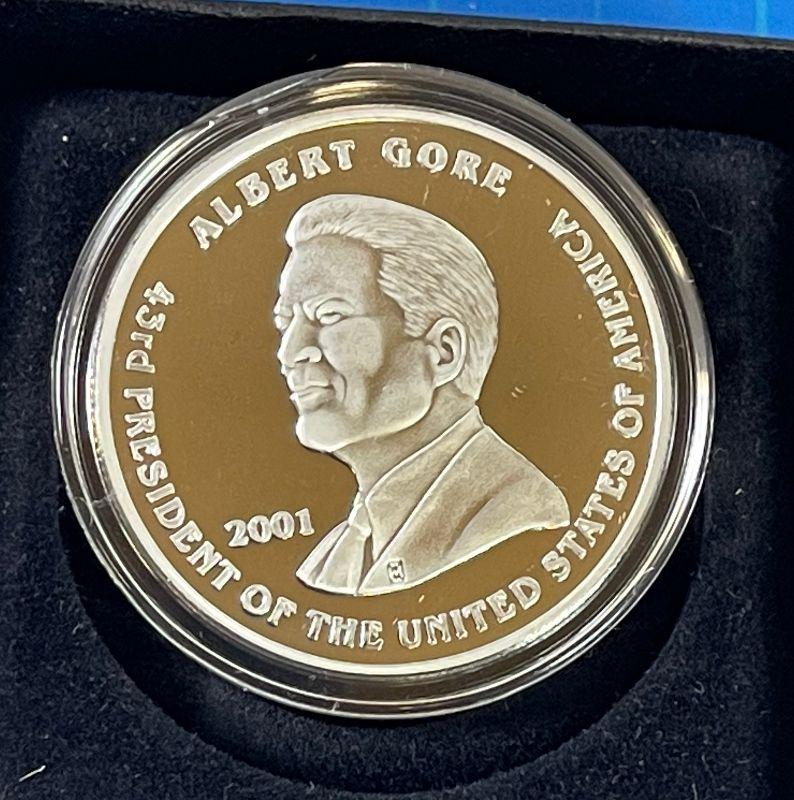 ALBERT GORE
43rd PRESIDENT OF THE UNITED STATES OF AMERICA
2001